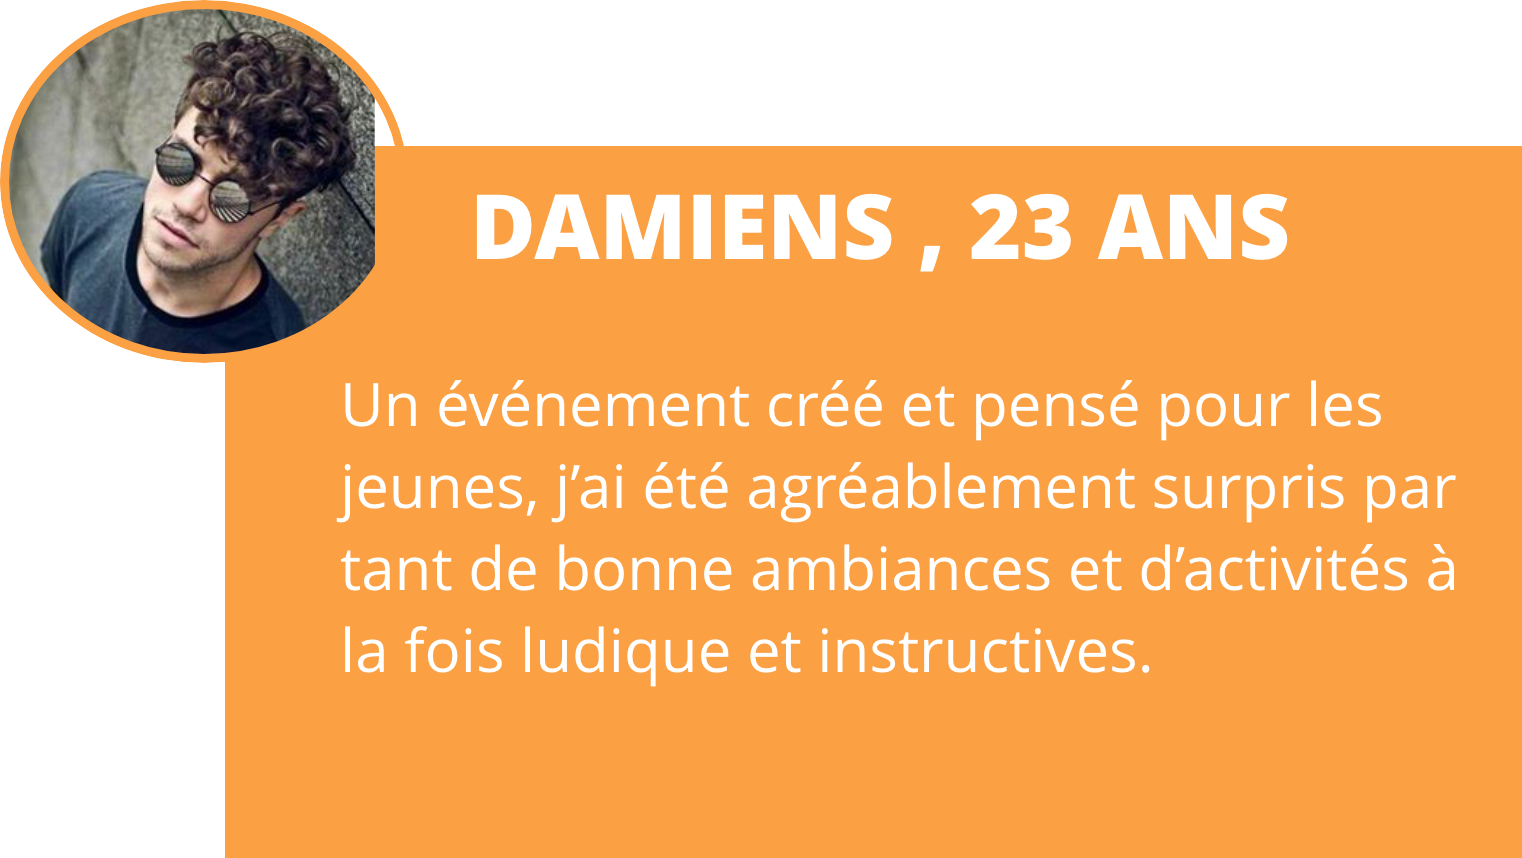 DAMIENS , 23 ANS
Un événement créé et pensé pour les
jeunes, j’ai été agréablement surpris par
tant de bonne ambiances et d’activités à
la fois ludique et instructives.